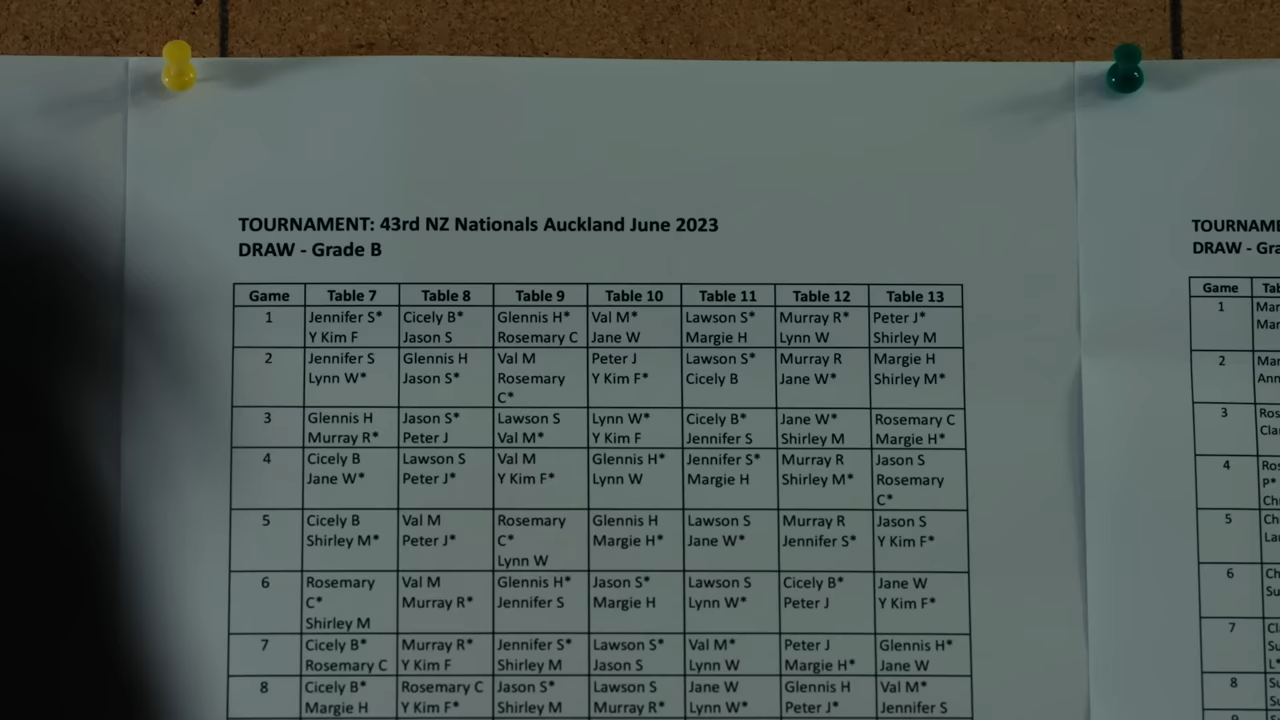 TOURNAMENT: 43rd NZ Nationals Auckland June 2023
DRAW - Grade B
Game Table 7 Table 8 Table 9 Table 10 Table 11 Table 12 Table 13
1 Jennifer S* Cicely B* Glennis H* Val M* Lawson S* Murray R* Peter J*
Y Kim F Jason S Rosemary C Jane W Margie H Lynn W Shirley M
2 Jennifer S Glennis H Val M Peter J Lawson S* Murray R Margie H
Lynn W* Jason S* Rosemary Y Kim F* Cicely B Jane W* Shirley M*
C*
3 Glennis H Jason S* Lawson S Lynn W* Cicely B* Jane W* Rosemary C
Murray R* Peter J Val M* Y Kim F Jennifer S Shirley M Margie H*
4 Cicely B Lawson S Val M Glennis H* Jennifer S* Murray R Jason S
Jane W* Peter J* Y Kim F* Lynn W Margie H Shirley M* Rosemary
C*
5 Cicely B Val M Rosemary Glennis H Lawson S Murray R Jason S
Shirley M* Peter J* C* Margie H* Jane W* Jennifer S* Y Kim F*
Lynn W
6 Rosemary Val M Glennis H* Jason S* Lawson S Cicely B* Jane W
C* Murray R* Jennifer S Margie H Lynn W* Peter J Y Kim F*
Shirley M
7 Cicely B* Murray R* Jennifer S* Lawson S* Val M* Peter J Glennis H*
Rosemary C Y Kim F Shirley M Jason S Lynn W Margie H* Jane W
8 Cicely B* Rosemary C Jason S* Lawson S Jane W Glennis H Val M*
Margie H Y Kim F* Shirley M Murray R* Lynn W* Peter J* Jennifer S
TOURNAME
DRAW - Gra
Game Tab
1 Mar
Mar
2 Mar
Ann
3 Ros
Clar
4 Ros
P*
Chr
5 Ch
Lau
6 Ch
Su
7 Cl
Su
L*
8 Su